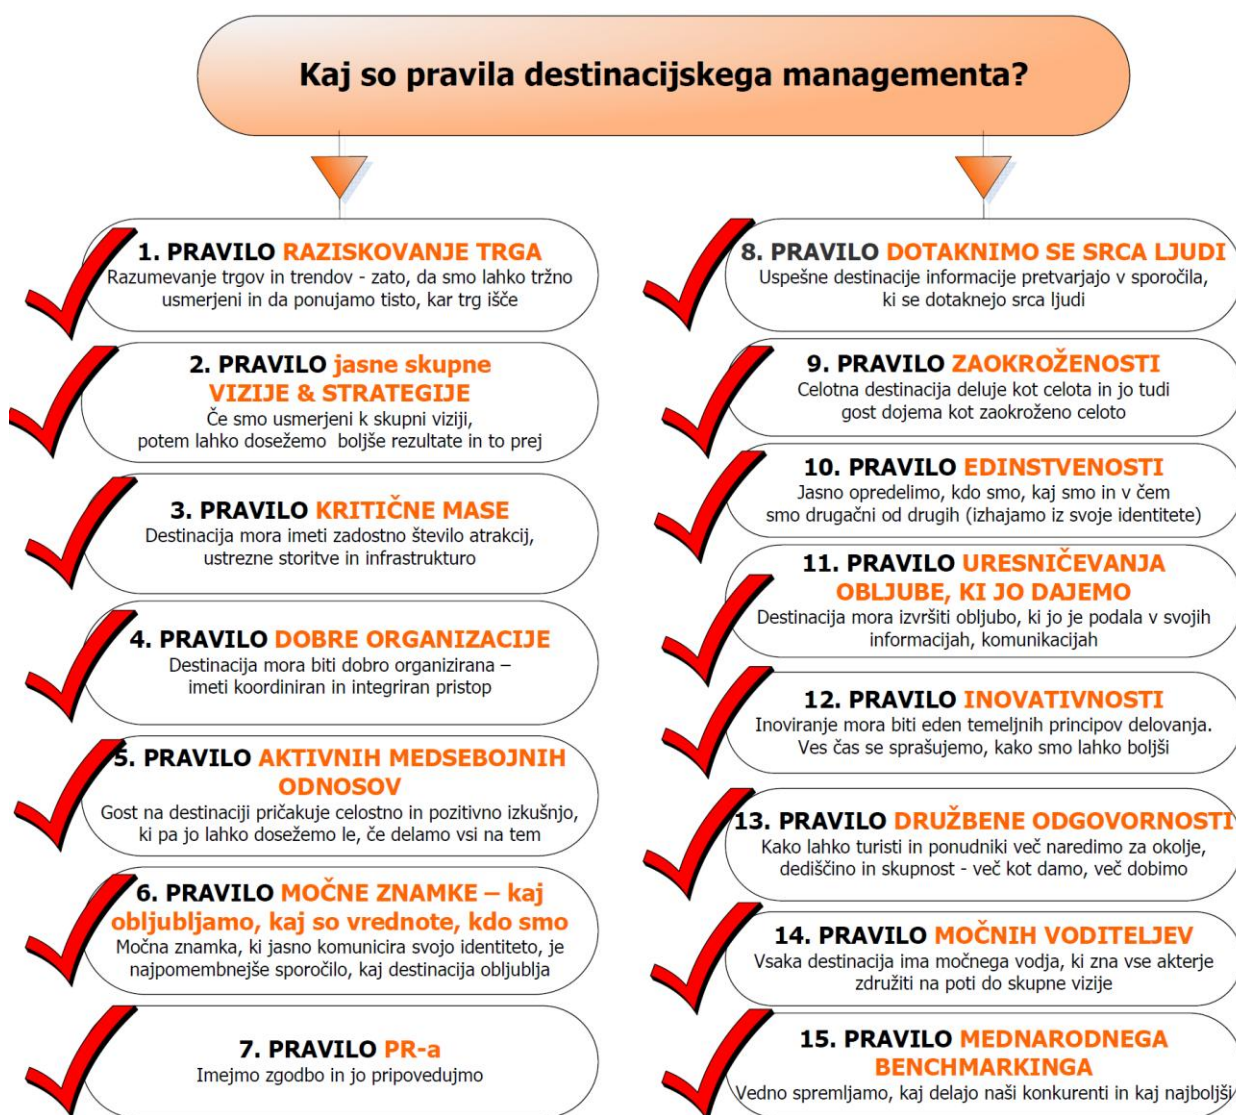 Kaj so pravila destinacijskega managementa?
1. PRAVILO RAZISKOVANJE TRGA
Razumevanje trgov in trendov - zato, da smo lahko tržno
usmerjeni in da ponujamo tisto, kar trg išče
2. PRAVILO jasne skupne
VIZIJE & STRATEGIJE
Če smo usmerjeni k skupni viziji,
potem lahko dosežemo boljše rezultate in to prej
3. PRAVILO KRITIČNE MASE
Destinacija mora imeti zadostno število atrakcij,
ustrezne storitve in infrastrukturo
4. PRAVILO DOBRE ORGANIZACIJE
Destinacija mora biti dobro organizirana –
imeti koordiniran in integriran pristop
5. PRAVILO AKTIVNIH MEDSEBOJNIH
ODNOSOV
Gost na destinaciji pričakuje celostno in pozitivno izkušnjo,
ki pa jo lahko dosežemo le, če delamo vsi na tem
6. PRAVILO MOČNE ZNAMKE – kaj
obljubljamo, kaj so vrednote, kdo smo
Močna znamka, ki jasno komunicira svojo identiteto, je
najpomembnejše sporočilo, kaj destinacija obljublja
7. PRAVILO PR-a
Imejmo zgodbo in jo pripovedujmo
8. PRAVILO DOTAKNIMO SE SRCA LJUDI
Uspešne destinacije informacije pretvarjajo v sporočila,
ki se dotaknejo srca ljudi
9. PRAVILO ZAOKROŽENOSTI
Celotna destinacija deluje kot celota in jo tudi
gost dojema kot zaokroženo celoto
10. PRAVILO EDINSTVENOSTI
Jasno opredelimo, kdo smo, kaj smo in v čem
smo drugačni od drugih (izhajamo iz svoje identitete)
11. PRAVILO URESNIČEVANJA
OBLJUBE, KI JO DAJEMO
Destinacija mora izvršiti obljubo, ki jo je podala v svojih
informacijah, komunikacijah
12. PRAVILO INOVATIVNOSTI
Inoviranje mora biti eden temeljnih principov delovanja.
Ves čas se sprašujemo, kako smo lahko boljši
13. PRAVILO DRUŽBENE ODGOVORNOSTI
Kako lahko turisti in ponudniki več naredimo za okolje,
dediščino in skupnost - več kot damo, več dobimo
14. PRAVILO MOČNIH VODITELJEV
Vsaka destinacija ima močnega vodja, ki zna vse akterje
združiti na poti do skupne vizije
15. PRAVILO MEDNARODNEGA
BENCHMARKINGA
Vedno spremljamo, kaj delajo naši konkurenti in kaj najboljši